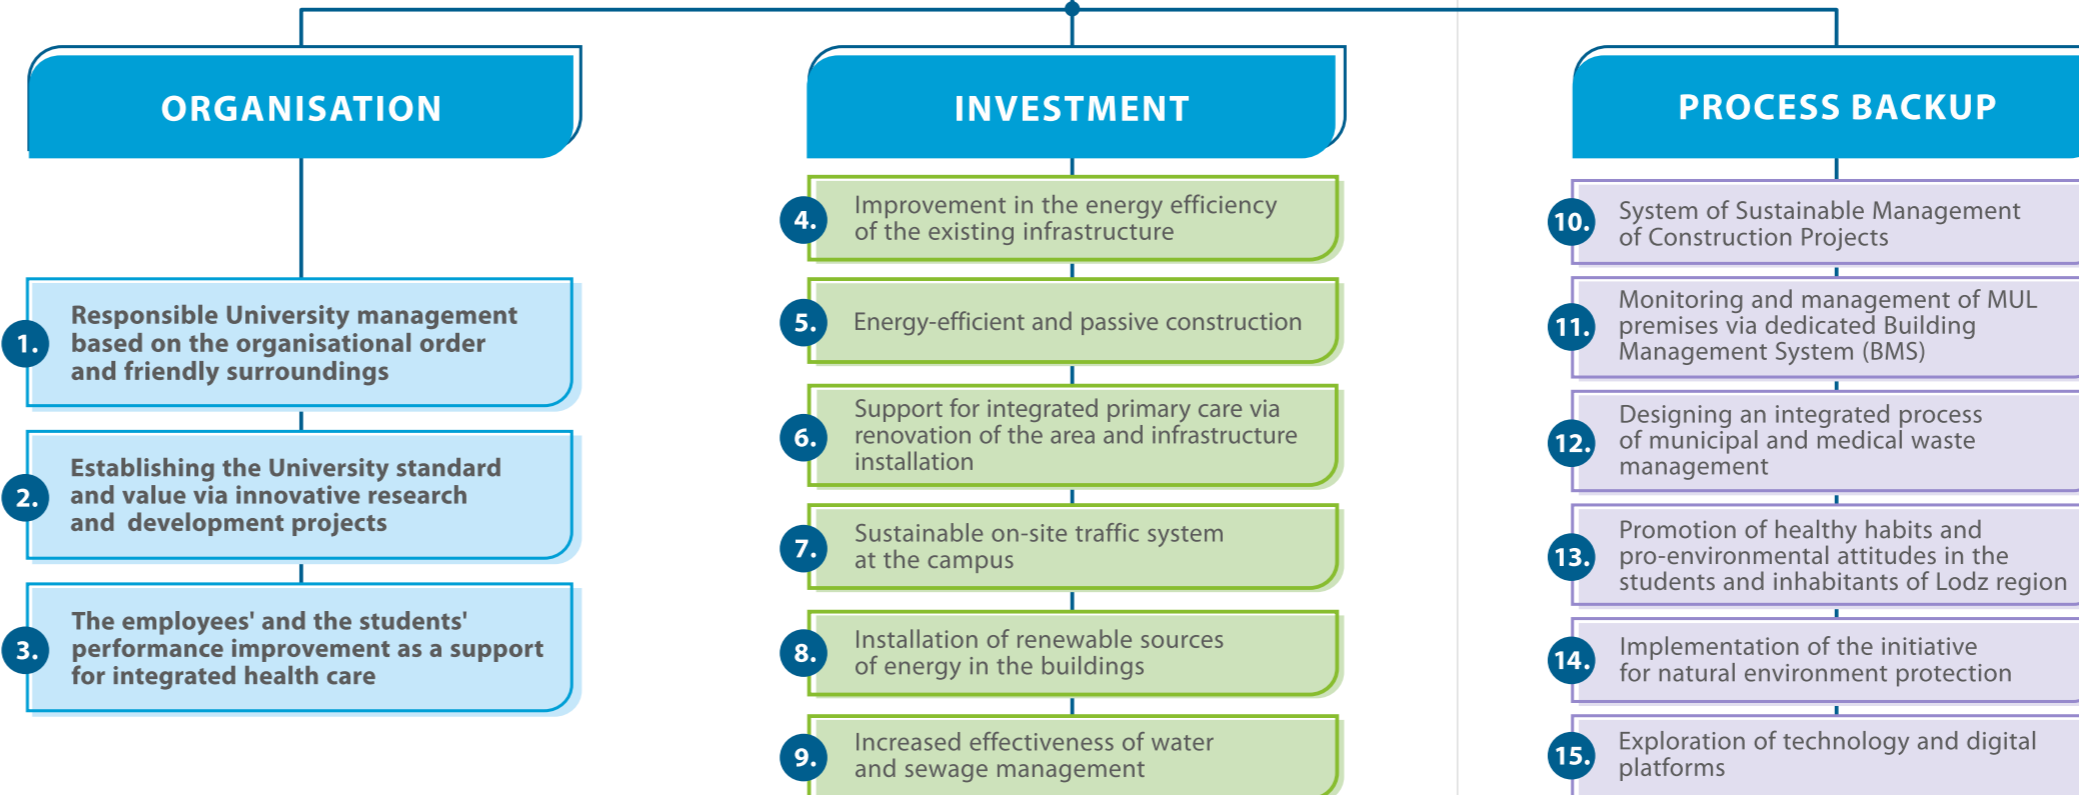 ORGANISATION
1.
Responsible University management
based on the organisational order
and friendly surroundings
2.
Establishing the University standard
and value via innovative research
and development projects
3.
The employees' and the students'
performance improvement as a support
for integrated health care
INVESTMENT
4.
Improvement in the energy efficiency
of the existing infrastructure
5.
Energy-efficient and passive construction
6.
Support for integrated primary care via
renovation of the area and infrastructure
installation
7.
Sustainable on-site traffic system
at the campus
8.
Installation of renewable sources
of energy in the buildings
9.
Increased effectiveness of water
and sewage management
PROCESS BACKUP
10.
System of Sustainable Management
of Construction Projects
11.
Monitoring and management of MUL
premises via dedicated Building
Management System (BMS)
12.
Designing an integrated process
of municipal and medical waste
management
13.
Promotion of healthy habits and
pro-environmental attitudes in the
students and inhabitants of Lodz region
14.
Implementation of the initiative
for natural environment protection
15.
Exploration of technology and digital
platforms